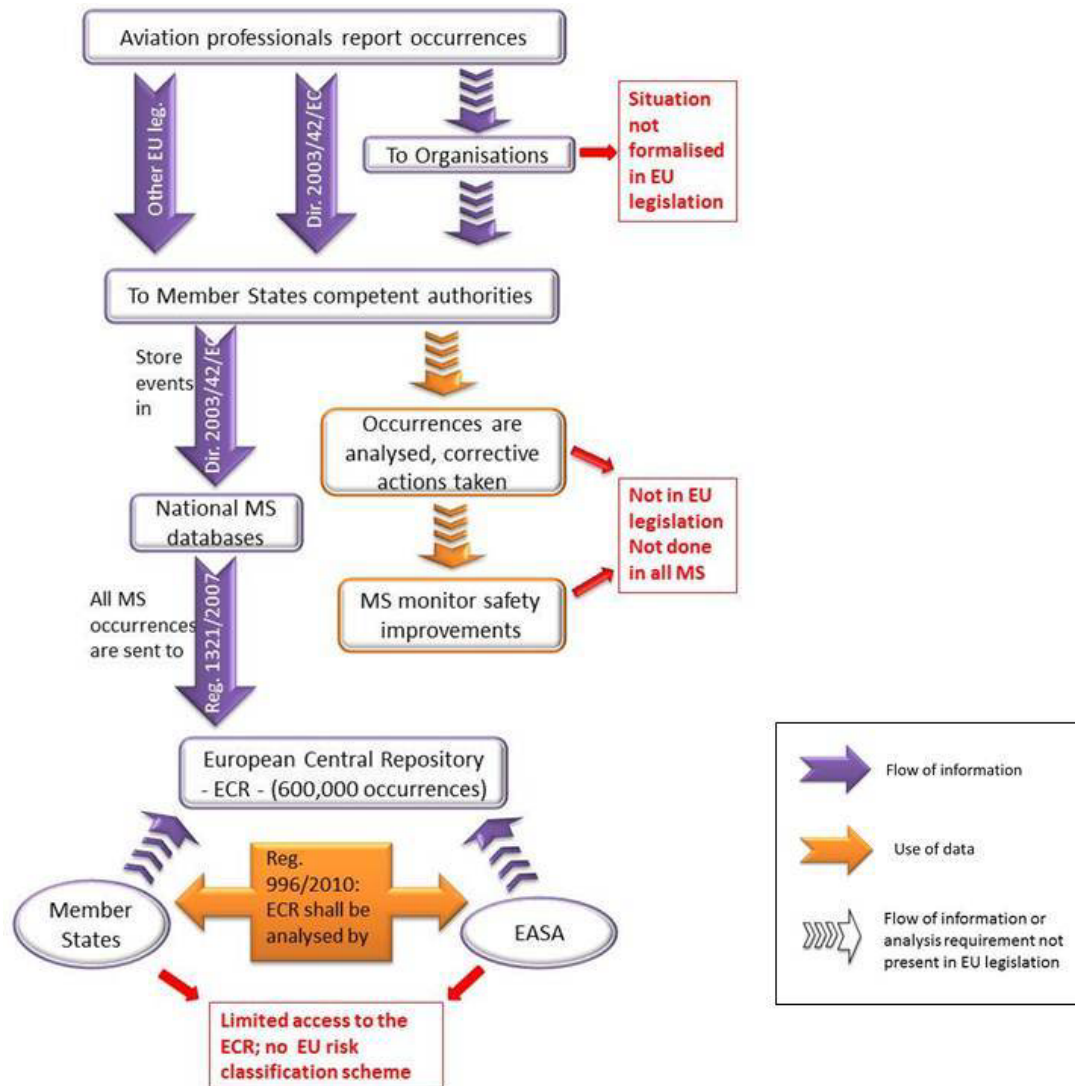 Aviation professionals report occurrences
Other EU leg.
Dir. 2003/42/EC
To Organisations
Situation
not
formalised
in EU
legislation
To Member States competent authorities
Store
events
in
Dir. 2003/42/EC
Occurrences are
analysed, corrective
actions taken
National MS
databases
Not in EU
legislation
Not done
in all MS
MS monitor safety
improvements
All MS
occurrences
are sent to
Reg. 1321/2007
European Central Repository
- ECR - (600,000 occurrences)
Reg.
996/2010:
ECR shall be
analysed by
Member
States
EASA
Limited access to the
ECR; no EU risk
classification scheme
Flow of information
Use of data
Flow of information or
analysis requirement not
present in EU legislation